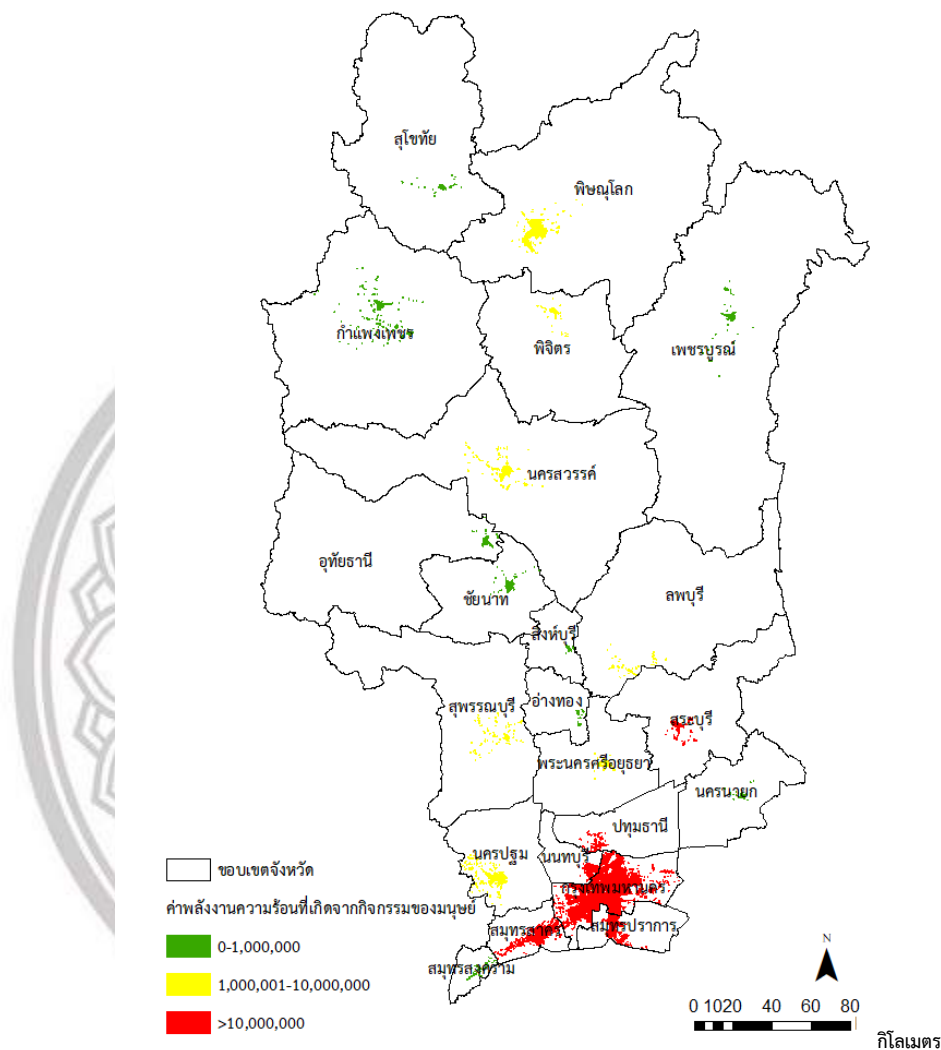 สุโขทัย
พิษณุโลก
กำแพงเพชร
พิจิตร
เพชรบูรณ์
นครสวรรค์
อุทัยธานี
ชัยนาท
ลพบุรี
สิงห์บุรี
สุพรรณบุรี
อ่างทอง
สระบุรี
พระนครศรีอยุธยา
นครนายก
ปทุมธานี
นครปฐม
นนทบุรี
กรุงเทพมหานคร
สมุทรสาคร
สมุทรปราการ
สมุทรสงคราม
ขอบเขตจังหวัด
ค่าพลังงานความร้อนที่เกิดจากกิจกรรมของมนุษย์
0-1,000,000
1,000,001-10,000,000
>10,000,000
N
0 10 20 40 60 80
กิโลเมตร